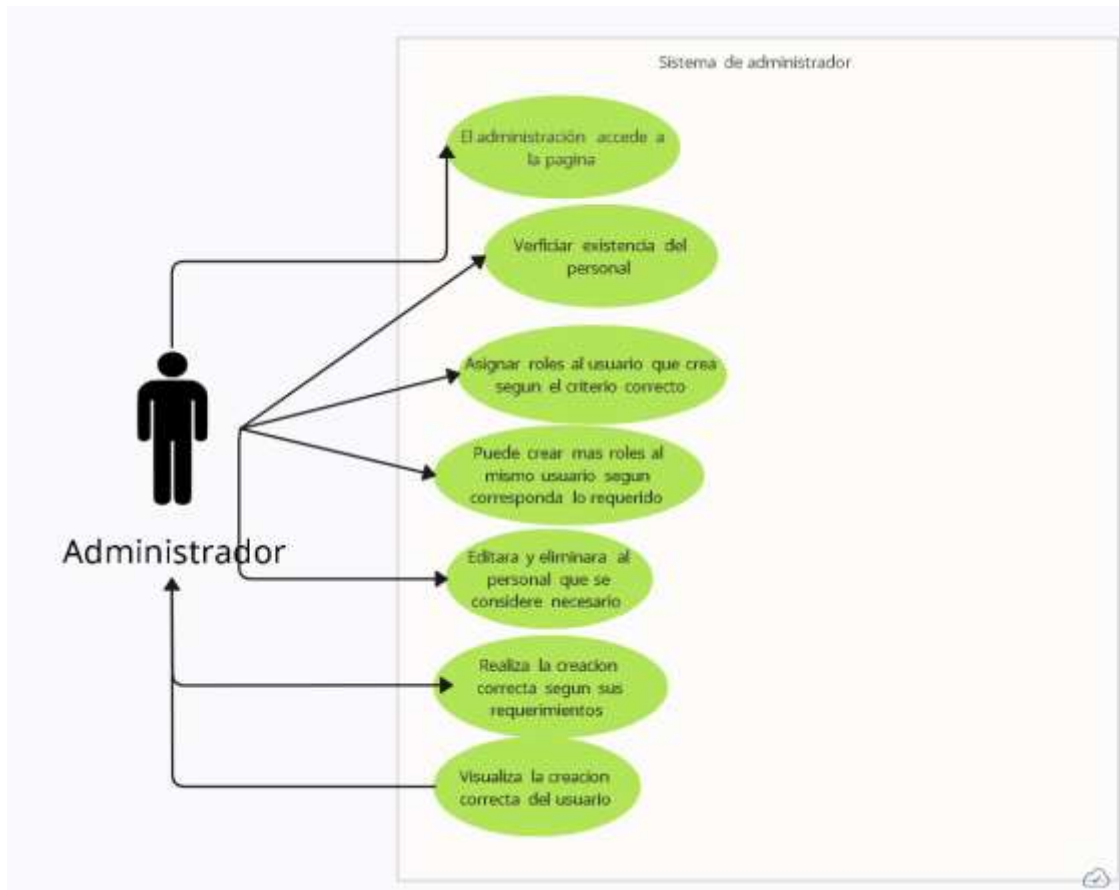 Sistema de administrador
El administración accede a
la pagina
Verficiar existencia del
personal
Asignar roles al usuario que crea
segun el criterio correcto
Puede crear mas roles al
mismo usuario segun
corresponda lo requerido
Administrador
Editara y eliminara al
personal que se
considere necesario
Realiza la creacion
correcta segun sus
requerimientos
Visualiza la creacion
correcta del usuario